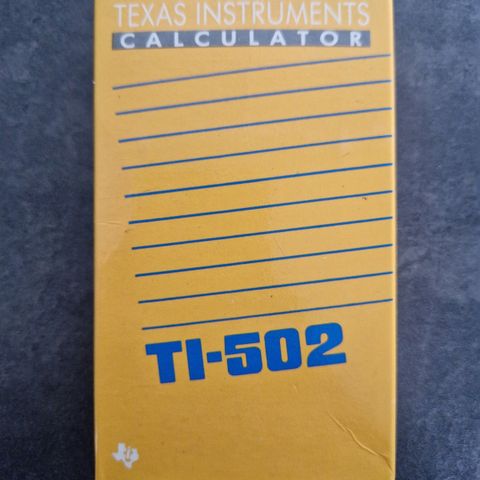 TEXAS INSTRUMENTS
CALCULATOR
TI-502